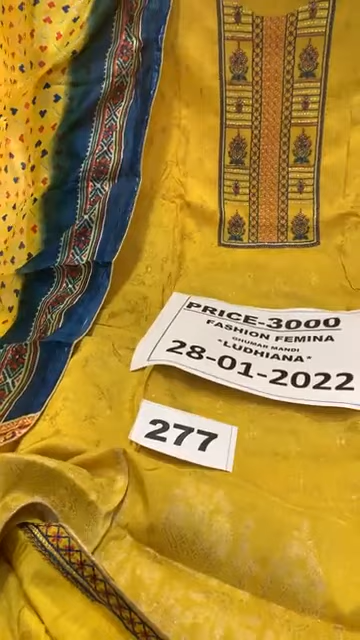 PRICE-3000
FASHION FEMINA
GHUMAR MANDI
"LUDHIANA"
28-01-2022
277